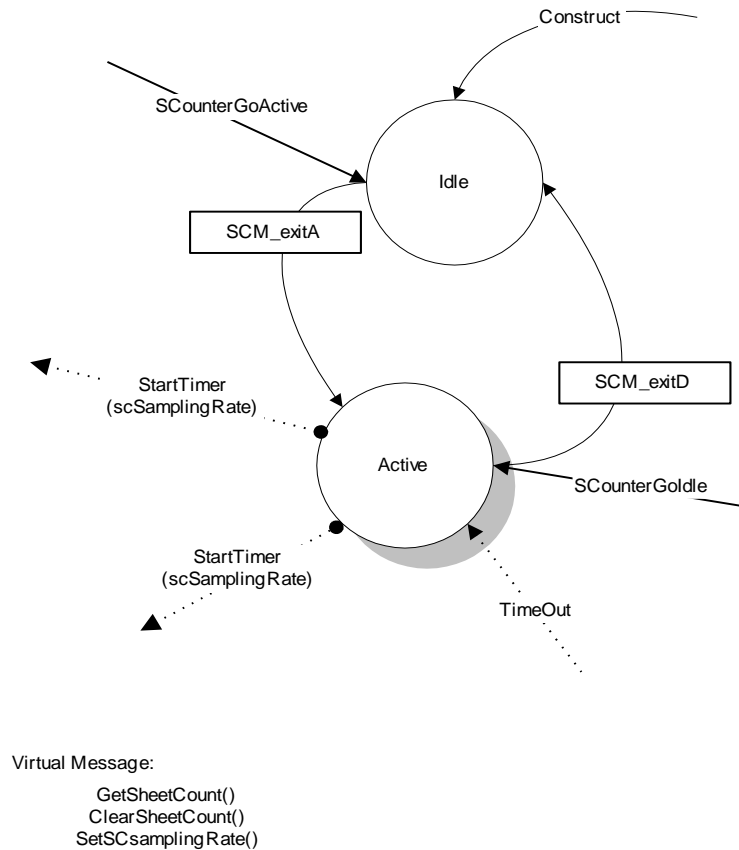 Construct
SCounterGoActive
Idle
SCM_exitA
SCM_exitD
StartTimer
(scSamplingRate)
Active
SCounterGoIdle
StartTimer
(scSamplingRate)
TimeOut
Virtual Message:
GetSheetCount()
ClearSheetCount()
SetSCsamplingRate()